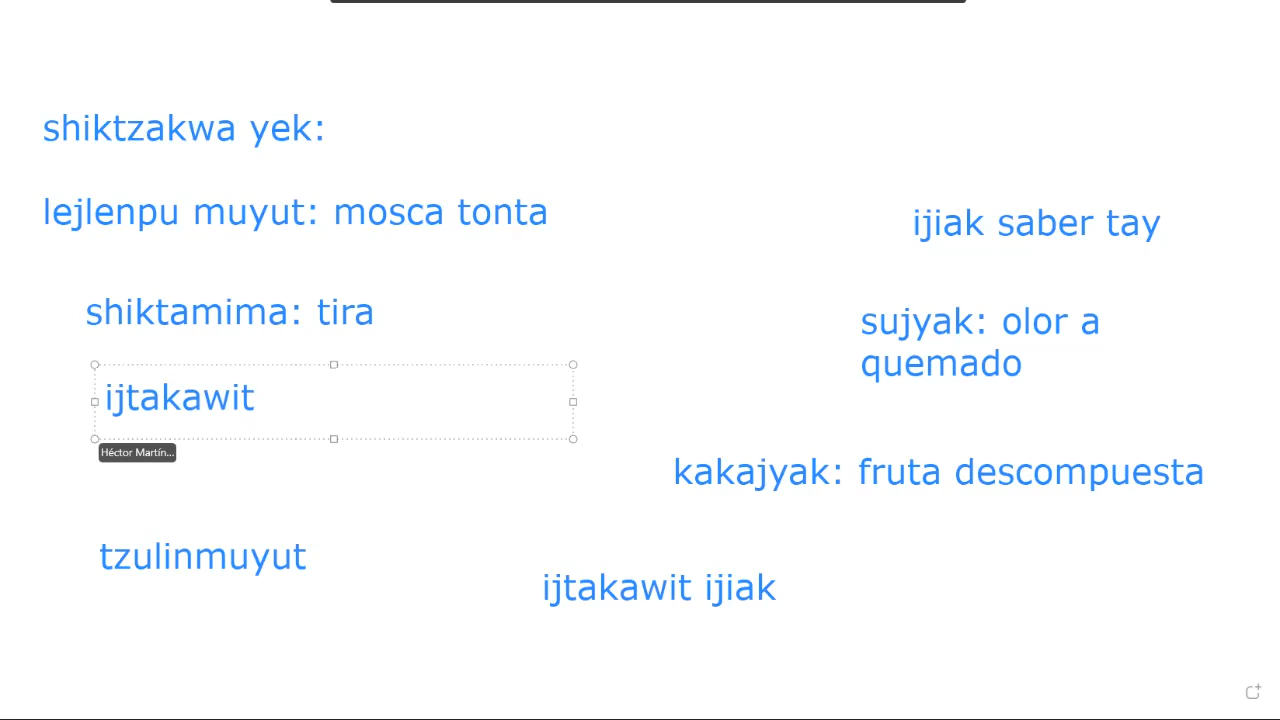 shiktzakwa yek:
lejlenpu muyut: mosca tonta
ijiak saber tay
shiktamima: tira
sujyak: olor a
quemado
ijtakawit
Héctor Martín...
kakajyak: fruta descompuesta
tzulinmuyut
ijtakawit ijiak